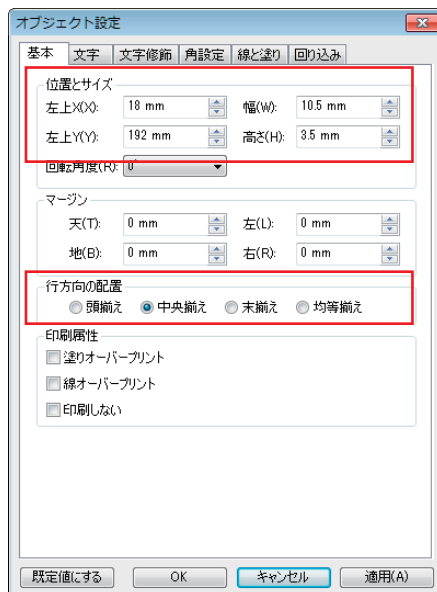 オブジェクト設定
基本 文字 文字修飾 角設定 線と塗り 回り込み
位置とサイズ
左上X(X): 18 mm 幅(W): 10.5 mm
左上Y(Y): 192 mm 高さ(H): 3.5 mm
回転角度(R): 0°
マージン
天(T): 0 mm 左(L): 0 mm
地(B): 0 mm 右(R): 0 mm
行方向の配置
頭揃え 中央揃え 末揃え 均等揃え
印刷属性
塗りオーバープリント
線オーバープリント
印刷しない
既定値にする OK キャンセル 適用(A)